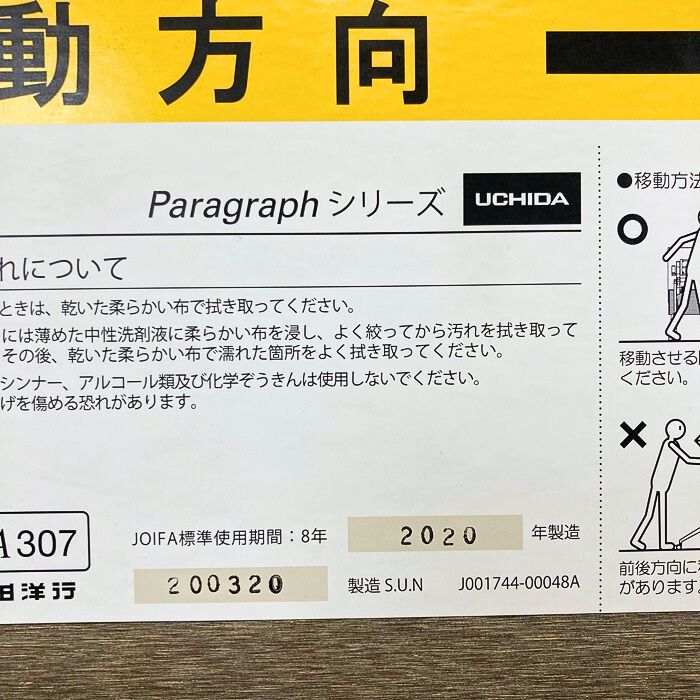 動方向
Paragraph シリーズ
UCHIDA
れについて
ときは、乾いた柔らかい布で拭き取ってください。
には薄めた中性洗剤液に柔らかい布を浸し、よく絞ってから汚れを拭き取って
その後、乾いた柔らかい布で濡れた箇所をよく拭き取ってください。
シンナー、アルコール類及び化学ぞうきんは使用しないでください。
げを傷める恐れがあります。
A307
JOIFA標準使用期間：8年
2020 年製造
田洋行
200320
製造 S.U.N
J001744-00048A
●移動方法
○
移動させる
ください。
×
前後方向に
があります。